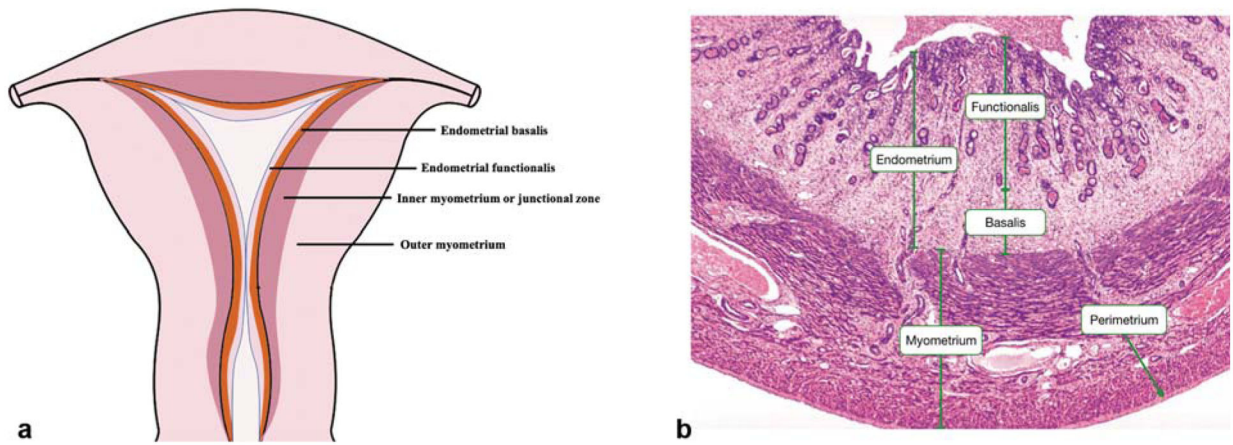 Endometrial basalis
Endometrial functionalis
Inner myometrium or junctional zone
Outer myometrium
a
Functionalis
Endometrium
Basalis
Perimetrium
Myometrium
b